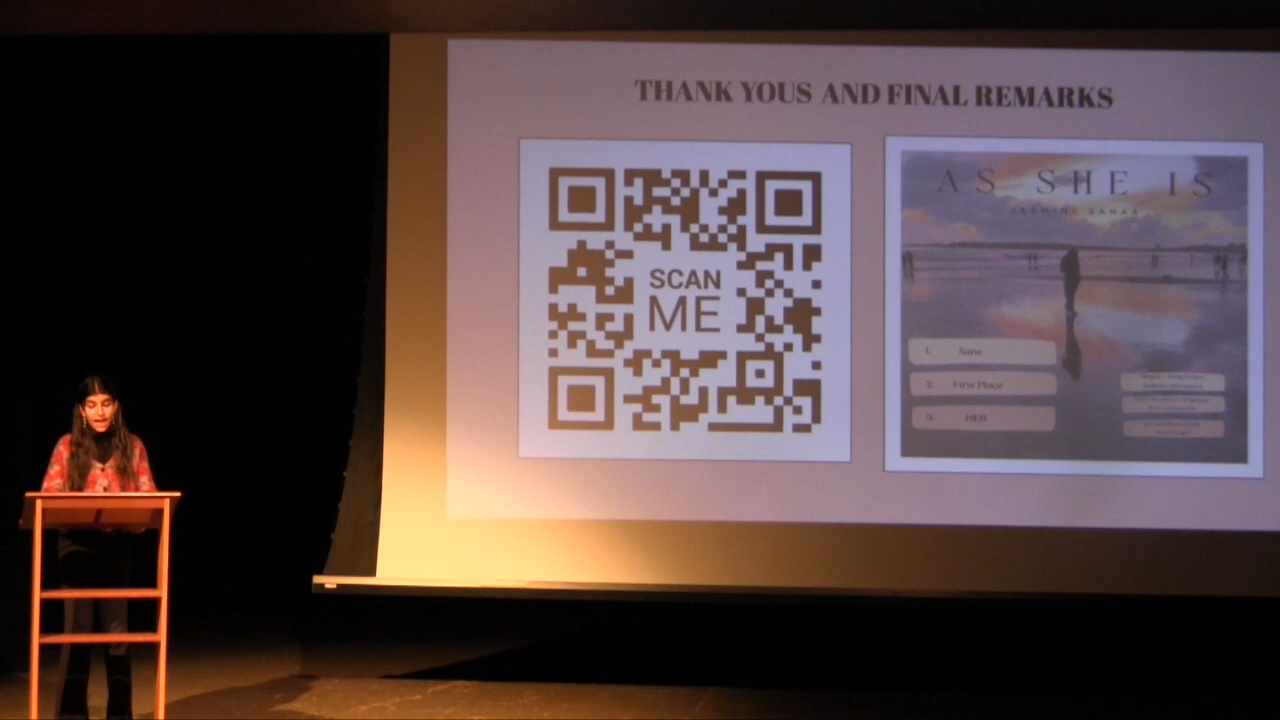 THANK YOUS AND FINAL REMARKS
SCAN
ME
AS SHE IS
1. Sane
2. First Place
3. HER